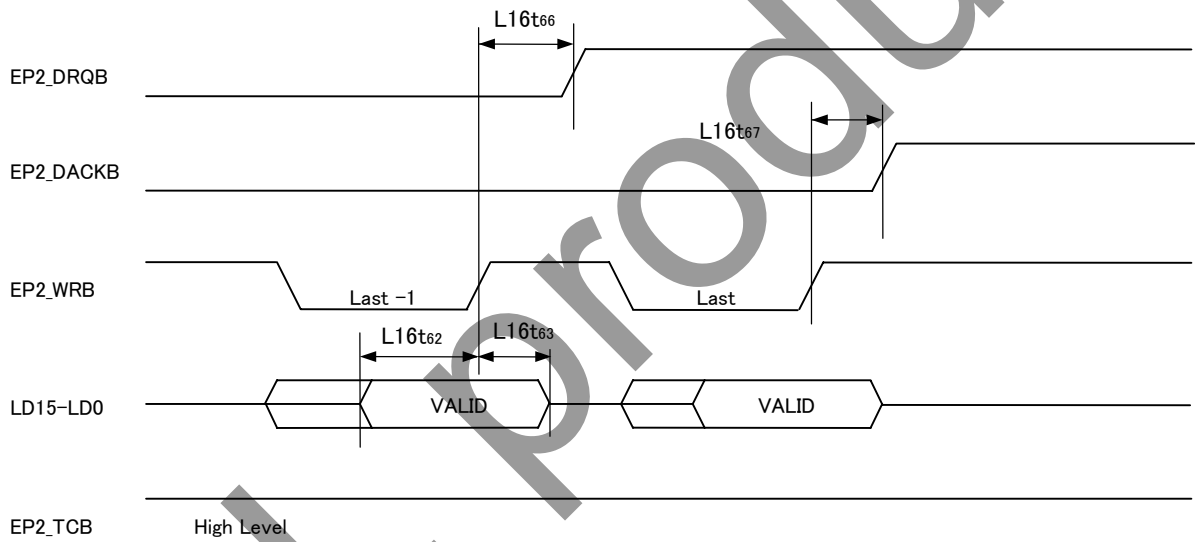 L16t66
EP2_DRQB
L16t67
EP2_DACKB
EP2_WRB
Last -1
Last
L16t62
L16t63
LD15-LD0
VALID
VALID
EP2_TCB
High Level